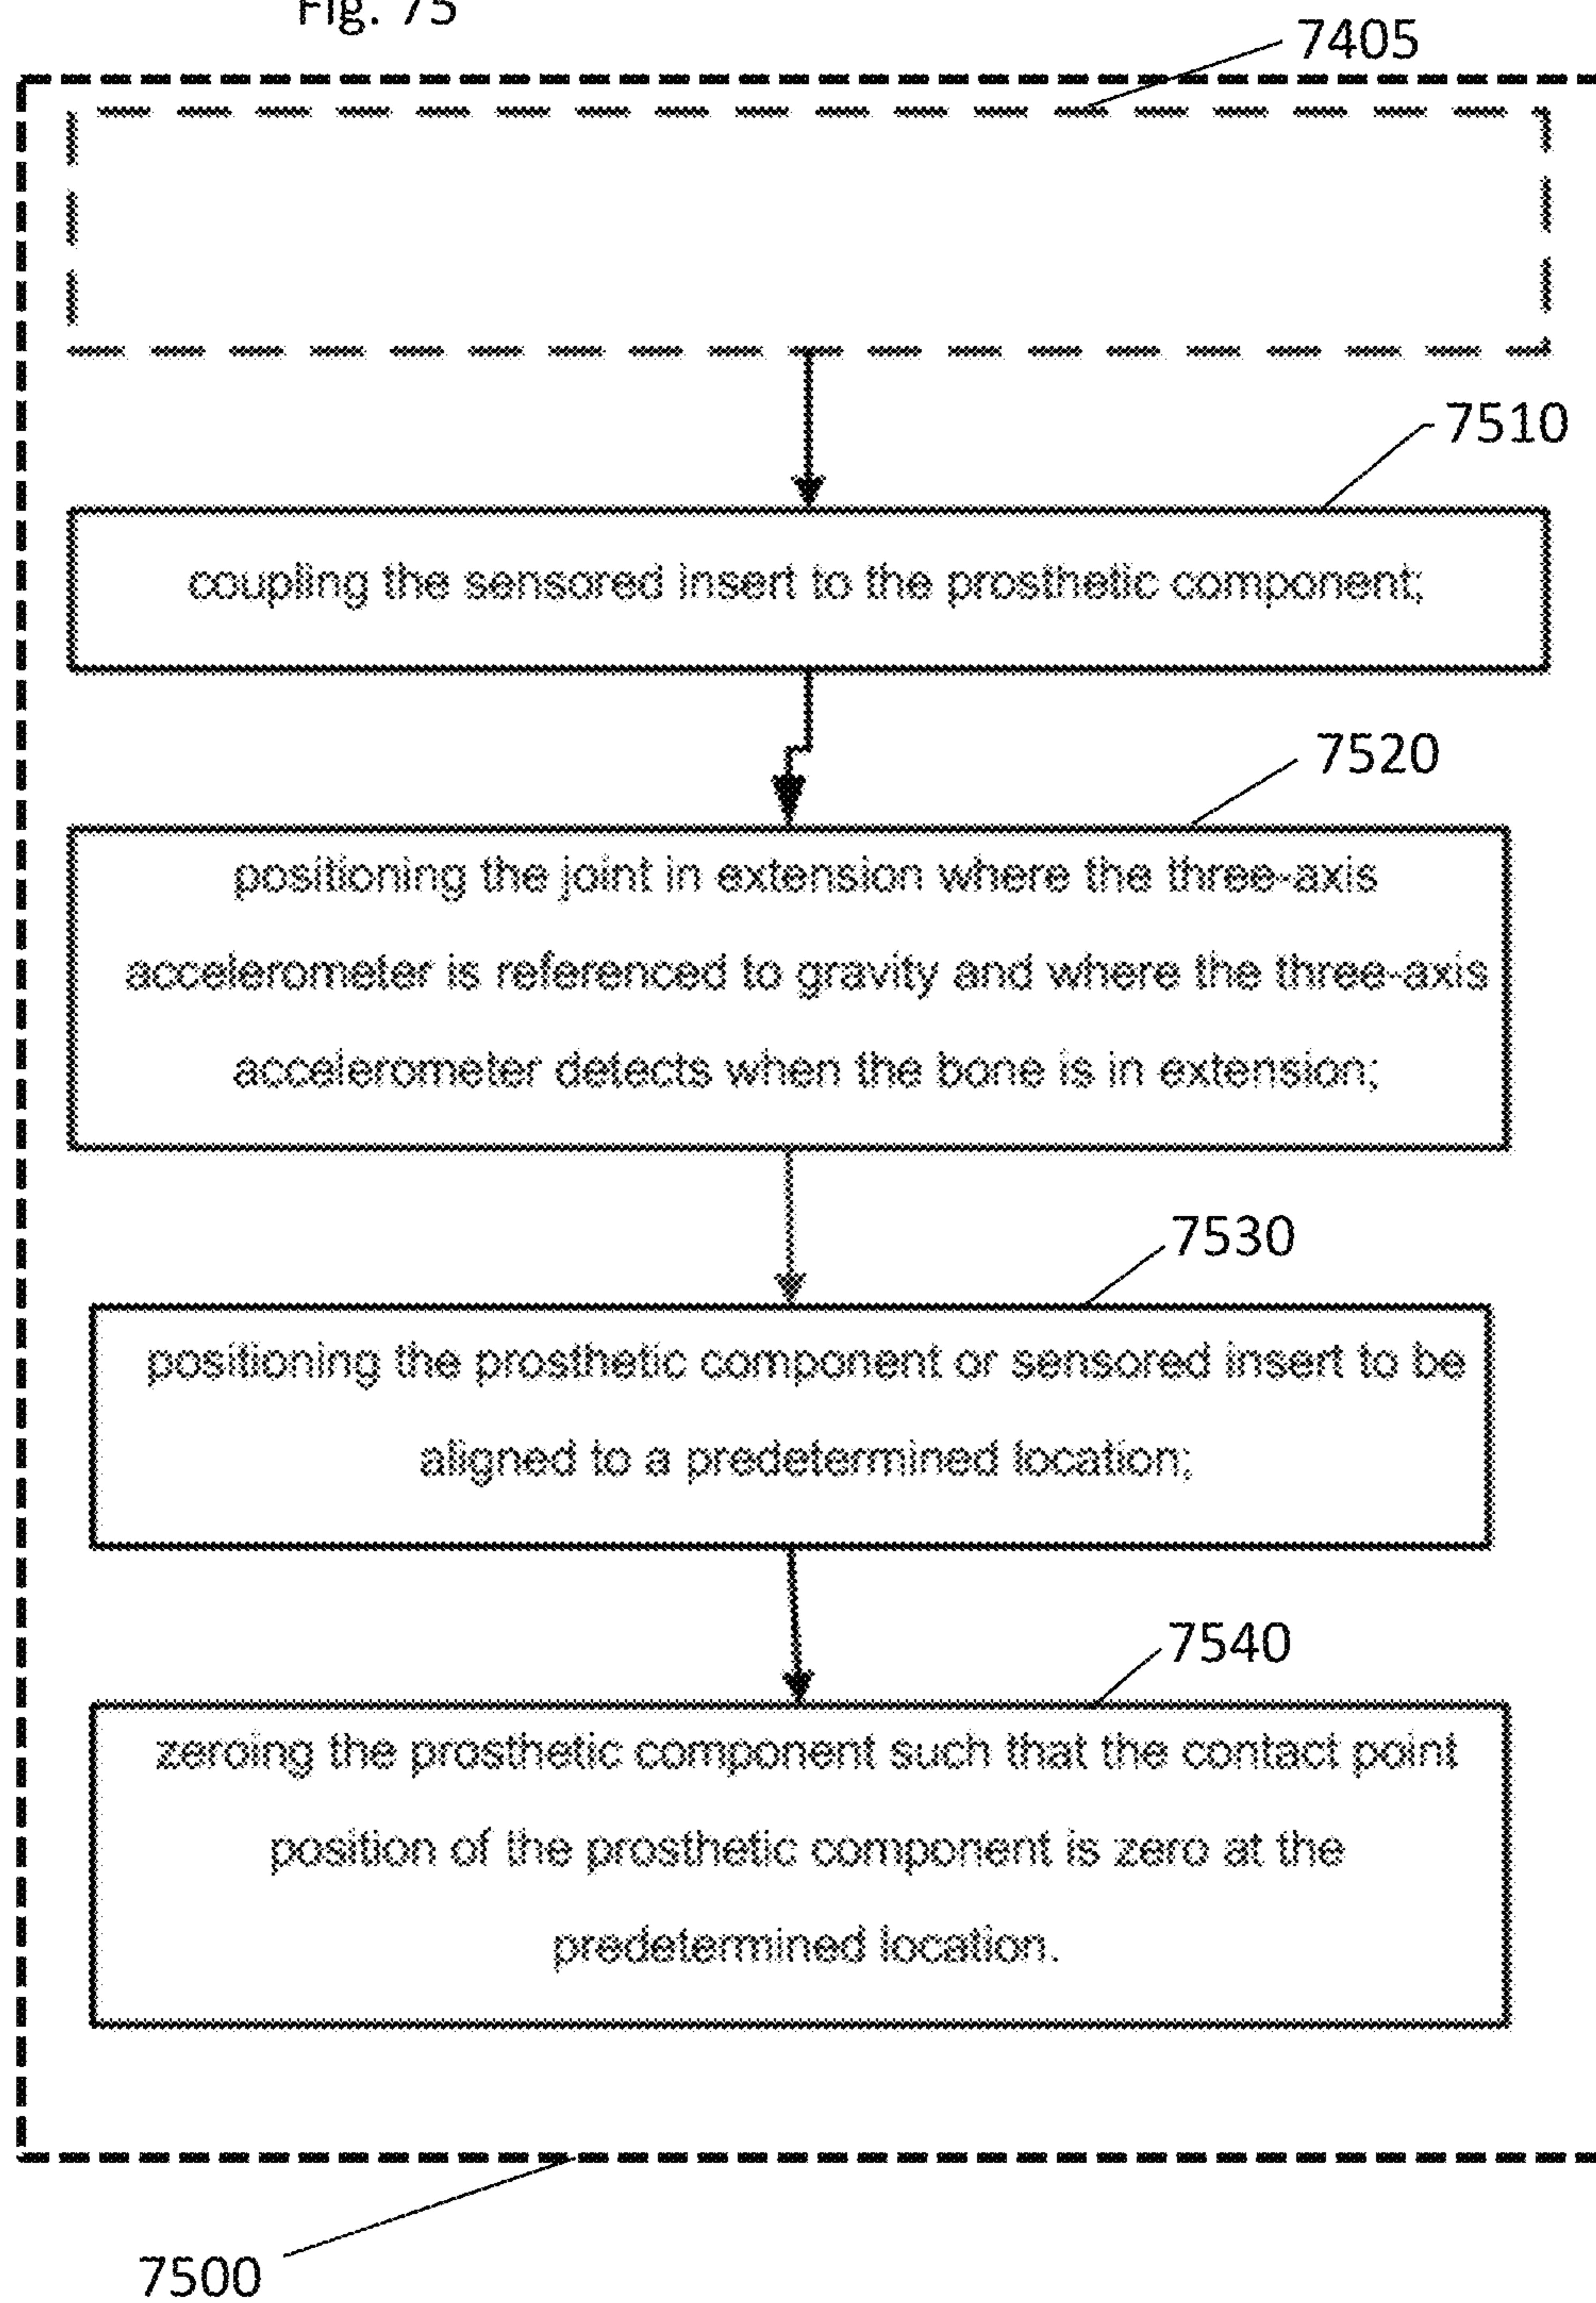 Fig. 75
7405
7510
coupling the sensored insert to the prosthetic component;
7520
positioning the joint in extension where the three-axis
accelerometer is referenced to gravity and where the three-axis
accelerometer detects when the bone is in extension;
7530
positioning the prosthetic component or sensored insert to be
aligned to a predetermined location;
7540
zeroing the prosthetic component such that the contact point
position of the prosthetic component is zero at the
predetermined location.
7500